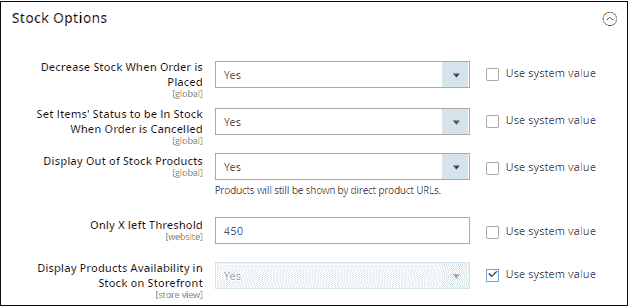 Stock Options
Decrease Stock When Order is
Placed
[global]
Yes
Use system value
Set Items' Status to be In Stock
When Order is Cancelled
[global]
Yes
Use system value
Display Out of Stock Products
[global]
Yes
Use system value
Products will still be shown by direct product URLs.
Only X left Threshold
[website]
450
Use system value
Display Products Availability in
Stock on Storefront
[store view]
Yes
Use system value